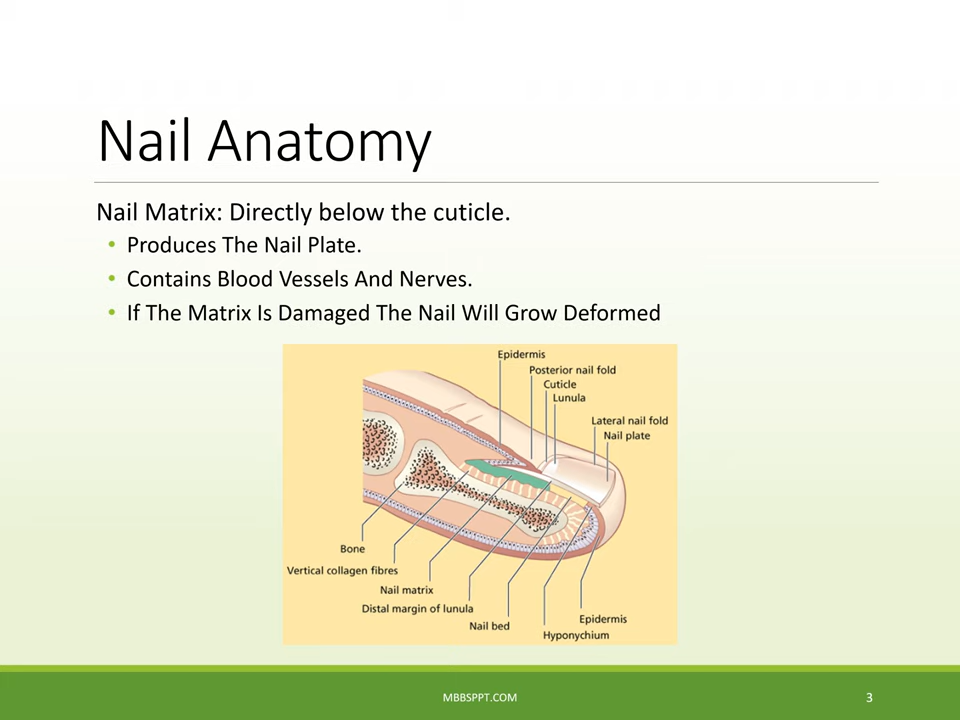 Nail Anatomy
Nail Matrix: Directly below the cuticle.
• Produces The Nail Plate.
• Contains Blood Vessels And Nerves.
• If The Matrix Is Damaged The Nail Will Grow Deformed
Epidermis
Posterior nail fold
Cuticle
Lunula
Lateral nail fold
Nail plate
Bone
Vertical collagen fibres
Nail matrix
Distal margin of lunula
Nail bed
Epidermis
Hyponychium
MBBSPPT.COM
3